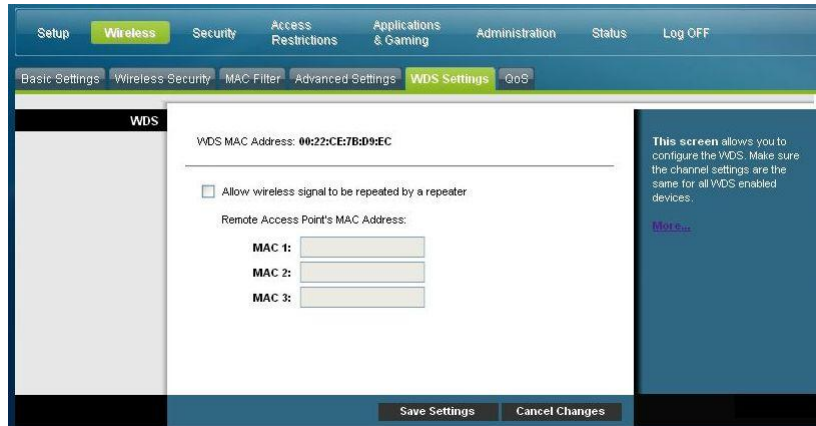 Setup Wireless Security Access Restrictions Applications & Gaming Administration Status Log OFF
Basic Settings Wireless Security MAC Filter Advanced Settings WDS Settings QoS
WDS
WDS MAC Address: 00:22:CE:7B:D9:EC
Allow wireless signal to be repeated by a repeater
Remote Access Point's MAC Address:
MAC 1:
MAC 2:
MAC 3:
This screen allows you to
configure the WDS. Make sure
the channel settings are the
same for all WDS enabled
devices.
More...
Save Settings Cancel Changes